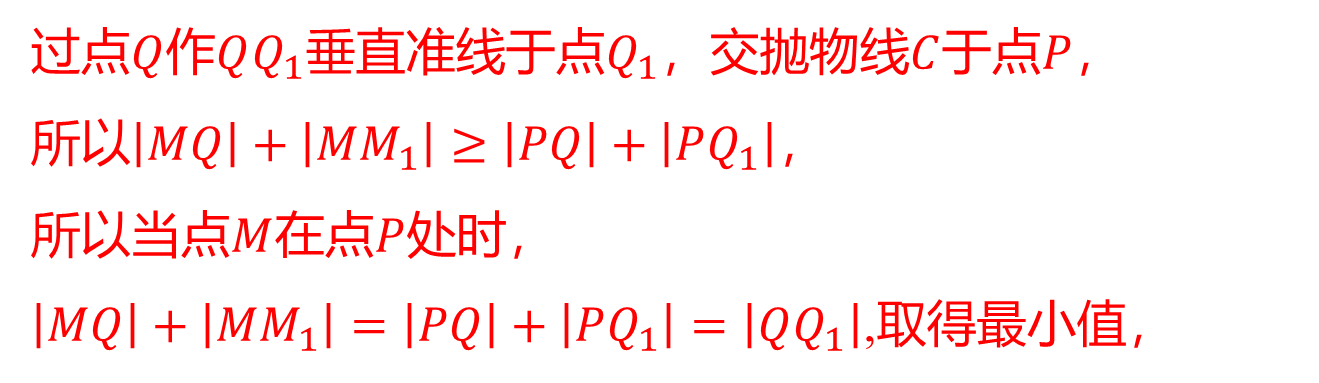 过点Q作QQ₁垂直准线于点Q₁，交抛物线C于点P，
所以|MQ| + |MM₁| ≥ |PQ| + |PQ₁|，
所以当点M在点P处时，
|MQ| + |MM₁| = |PQ| + |PQ₁| = |QQ₁|,取得最小值，